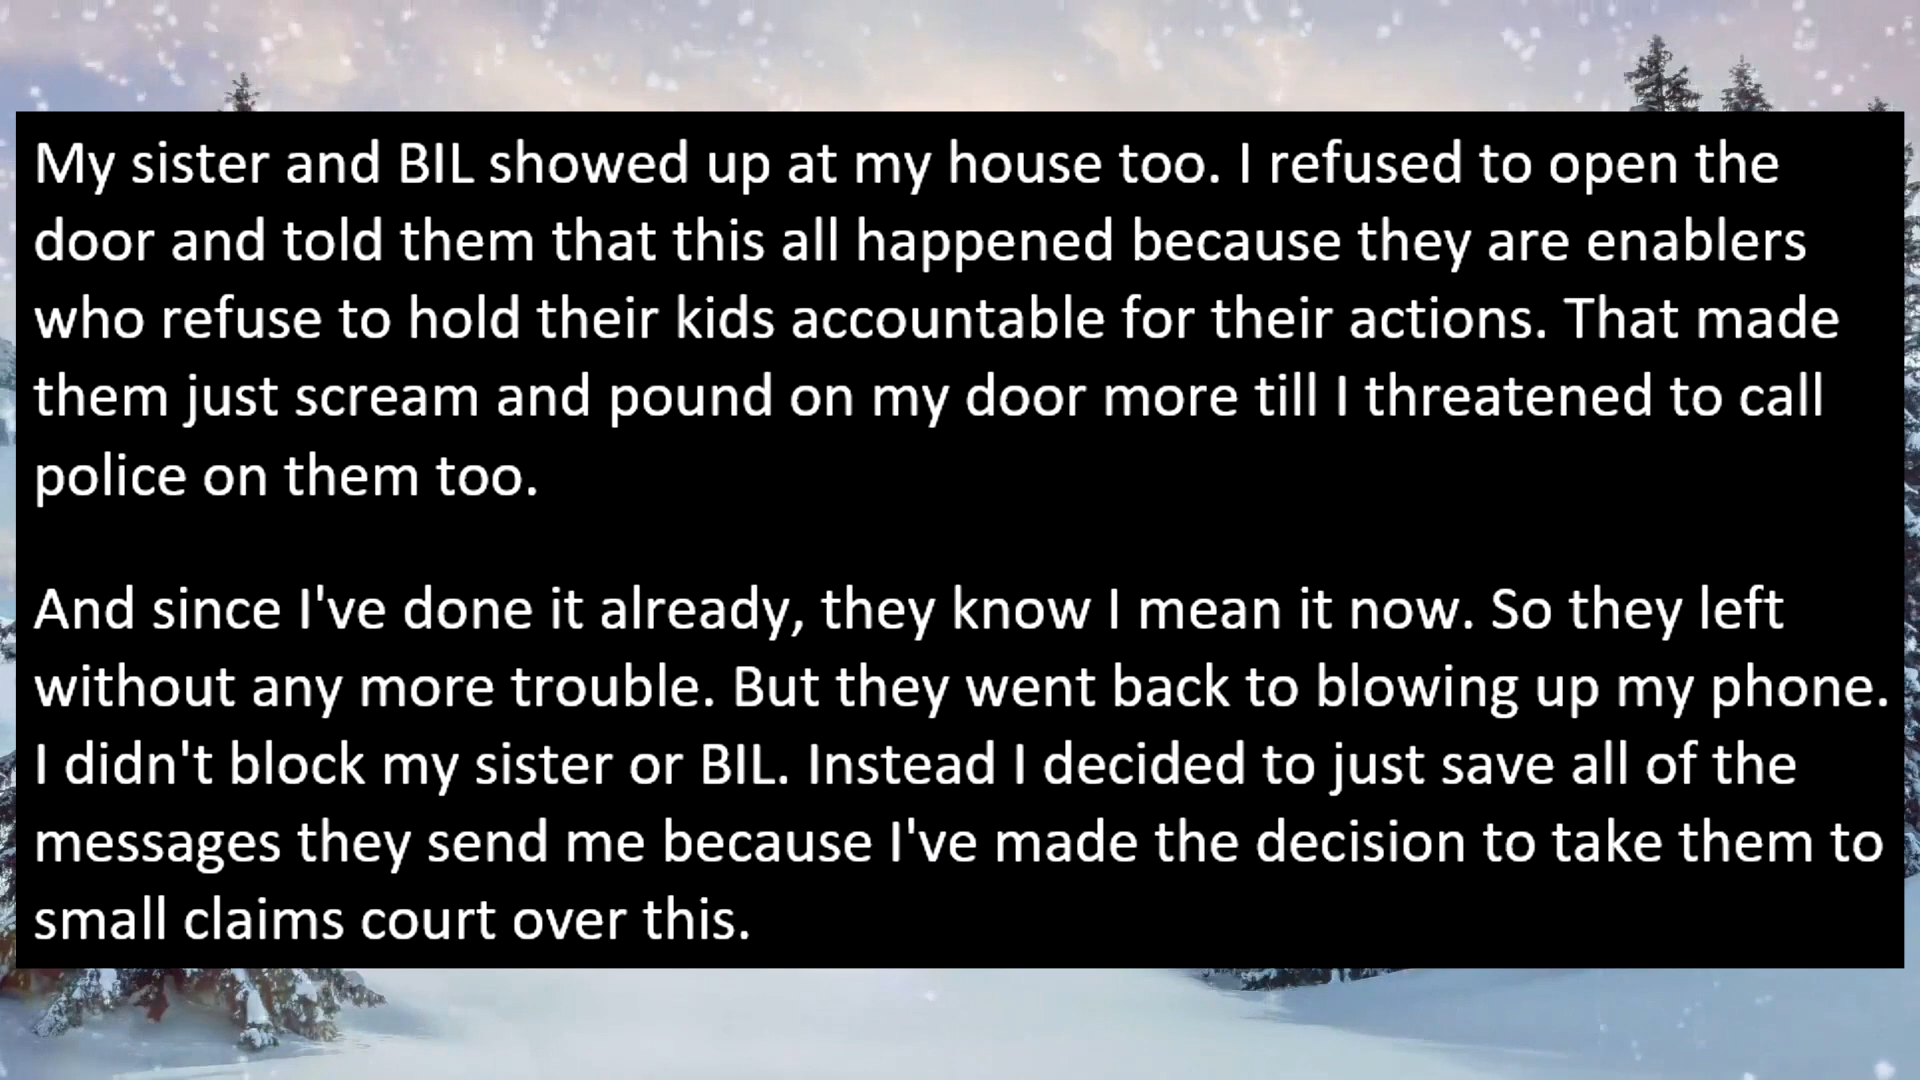 My sister and BIL showed up at my house too. I refused to open the
door and told them that this all happened because they are enablers
who refuse to hold their kids accountable for their actions. That made
them just scream and pound on my door more till I threatened to call
police on them too.
And since I've done it already, they know I mean it now. So they left
without any more trouble. But they went back to blowing up my phone.
I didn't block my sister or BIL. Instead I decided to just save all of the
messages they send me because I've made the decision to take them to
small claims court over this.